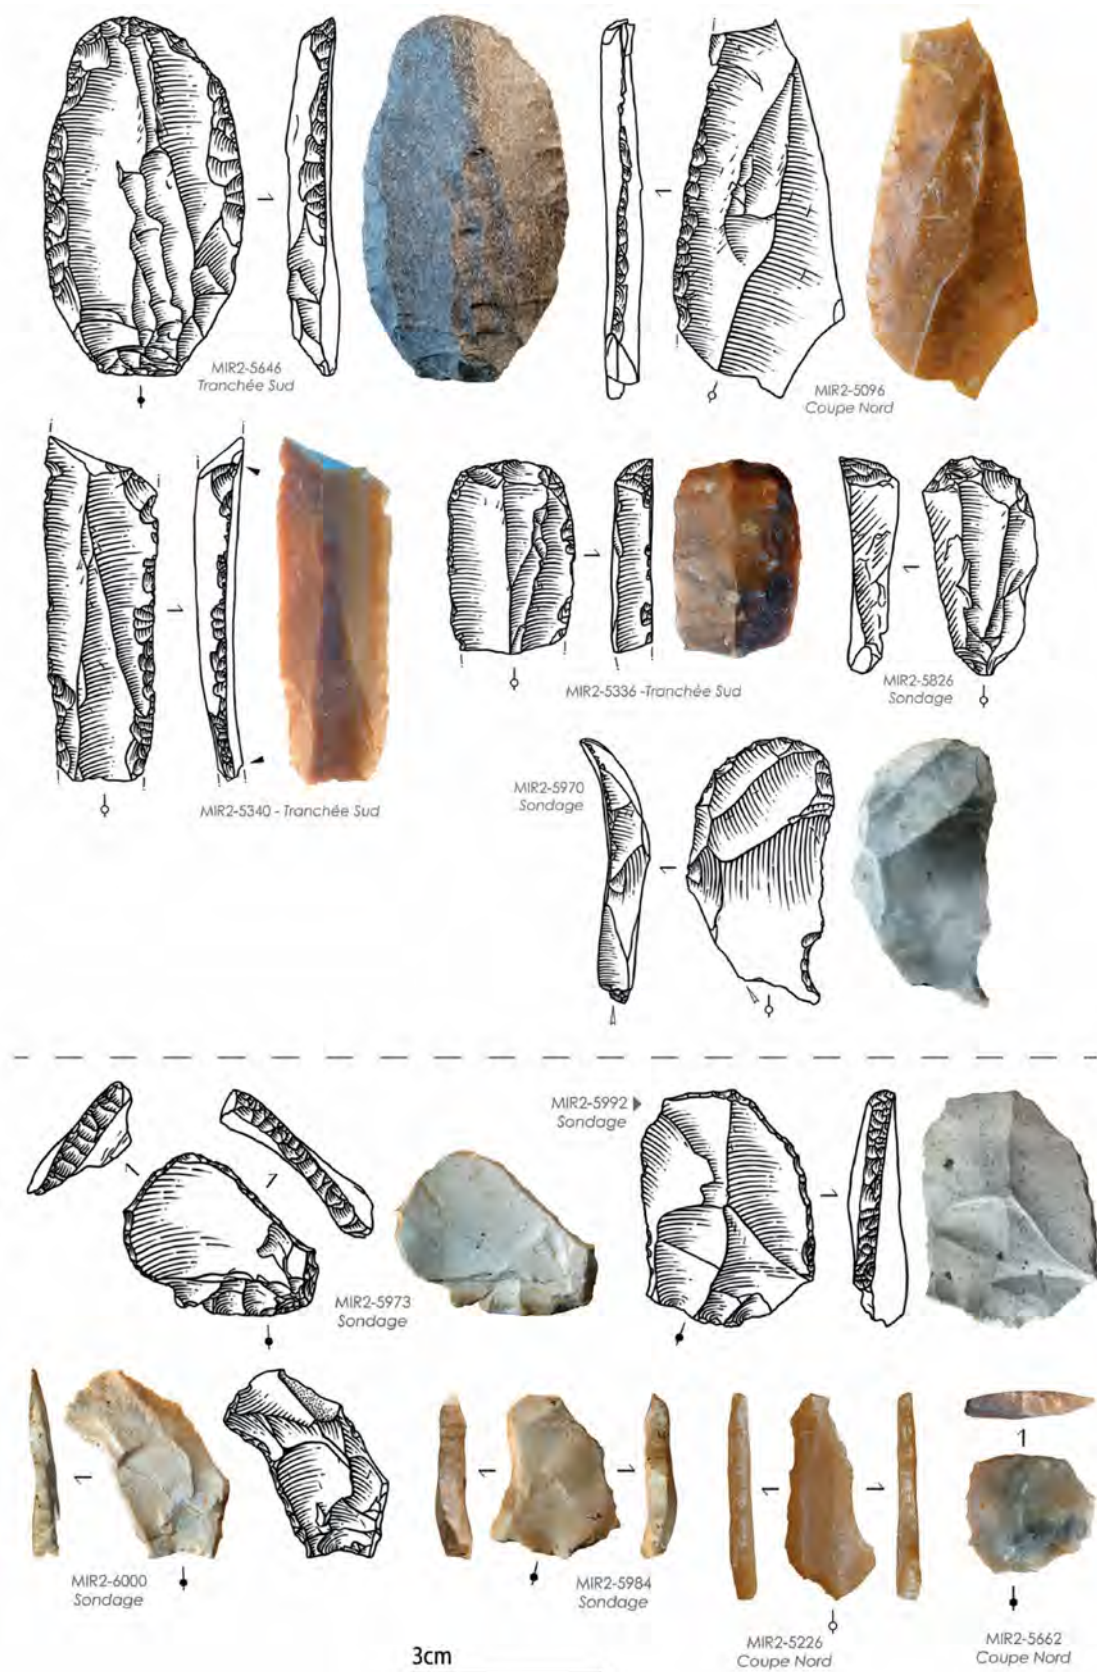 MIR2-5646
Tranchée Sud
MIR2-5096
Coupe Nord
MIR2-5340 - Tranchée Sud
MIR2-5336 -Tranchée Sud
MIR2-5826
Sondage
MIR2-5970
Sondage
MIR2-5973
Sondage
MIR2-5992
Sondage
MIR2-6000
Sondage
MIR2-5984
Sondage
MIR2-5226
Coupe Nord
MIR2-5662
Coupe Nord
3cm